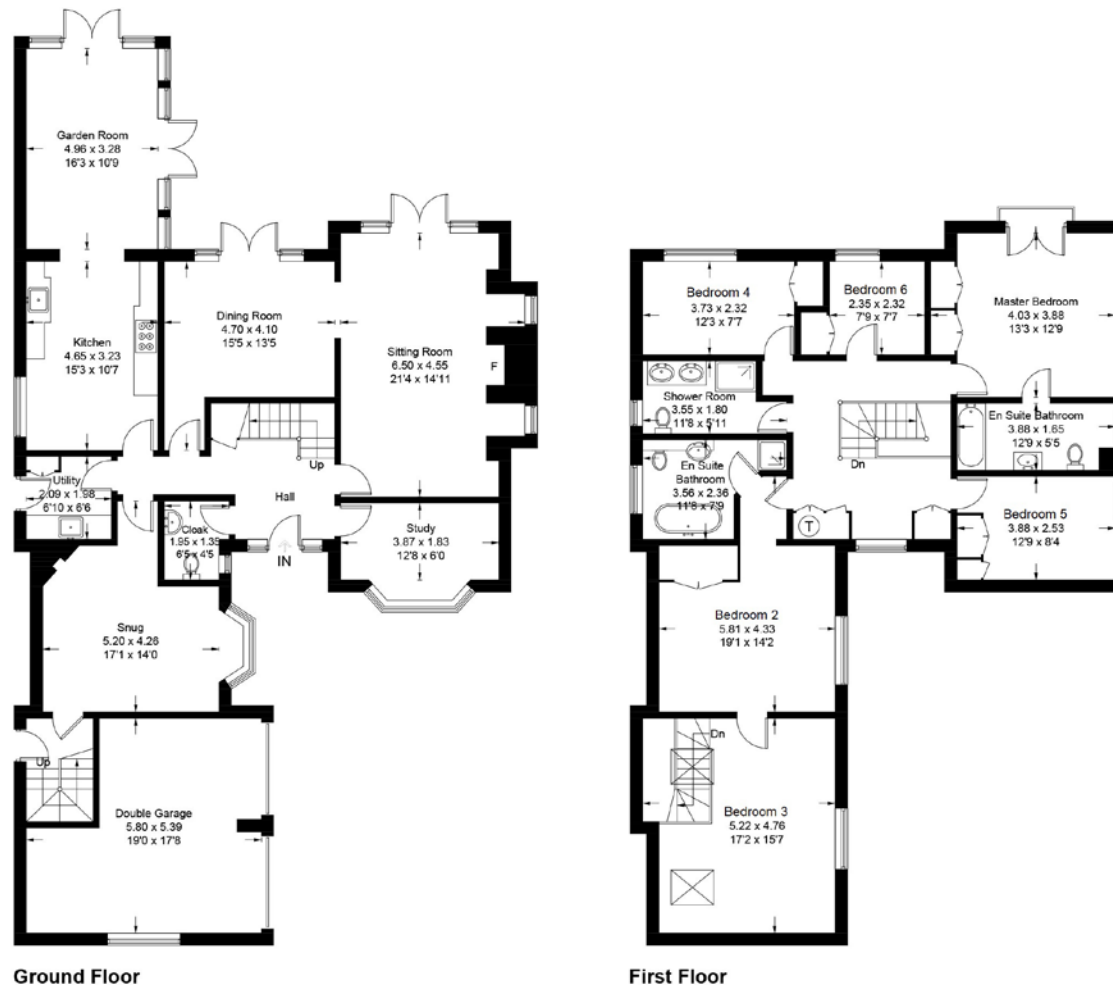 Garden Room
4.96 x 3.28
16'3 x 10'9
Kitchen
4.65 x 3.23
15'3 x 10'7
Dining Room
4.70 x 4.10
15'5 x 13'5
Sitting Room
6.50 x 4.55
21'4 x 14'11
F
Up
Hall
Utility
2.09 x 1.98
6'10 x 6'6
Cloak
1.95 x 1.35
6'5 x 4'5
IN
Study
3.87 x 1.83
12'8 x 6'0
Snug
5.20 x 4.26
17'1 x 14'0
Up
Double Garage
5.80 x 5.39
19'0 x 17'8
Ground Floor
Bedroom 4
3.73 x 2.32
12'3 x 7'7
Bedroom 6
2.35 x 2.32
7'9 x 7'7
Master Bedroom
4.03 x 3.88
13'3 x 12'9
Shower Room
3.55 x 1.80
11'8 x 5'11
En Suite Bathroom
3.88 x 1.65
12'9 x 5'5
En Suite
Bathroom
3.56 x 2.36
11'8 x 7'9
Dn
T
Bedroom 5
3.88 x 2.53
12'9 x 8'4
Bedroom 2
5.81 x 4.33
19'1 x 14'2
Dn
Bedroom 3
5.22 x 4.76
17'2 x 15'7
First Floor